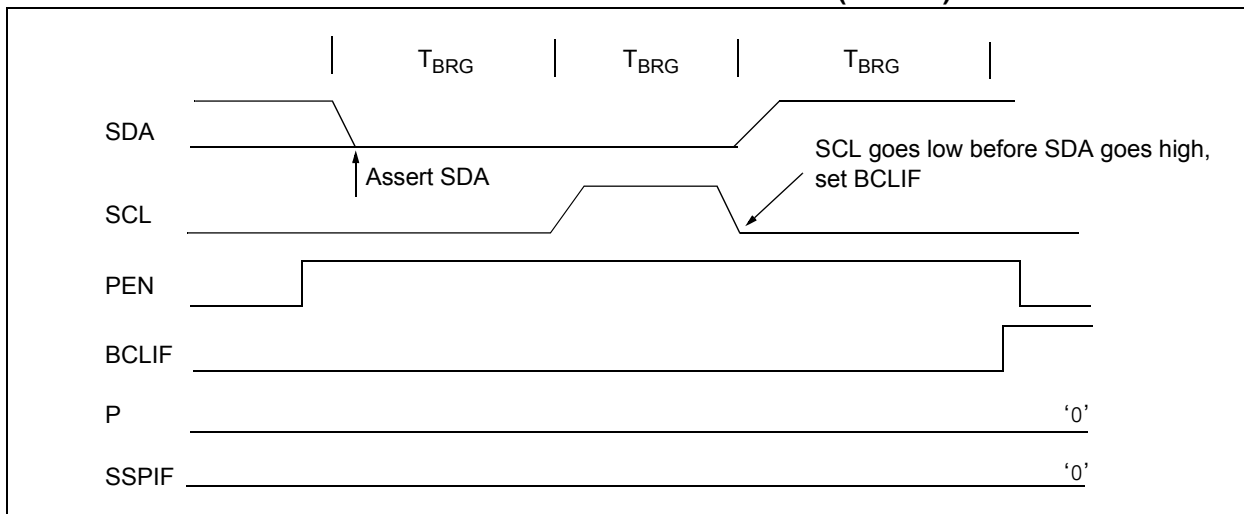 TBRG TBRG TBRG
SDA
SCL goes low before SDA goes high,
set BCLIF
Assert SDA
SCL
PEN
BCLIF
P ‘0’
SSPIF ‘0’